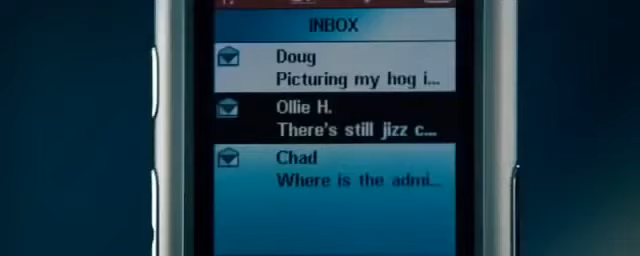 INBOX
Doug
Picturing my hog i...
Ollie H.
There's still jizz c...
Chad
Where is the admi...